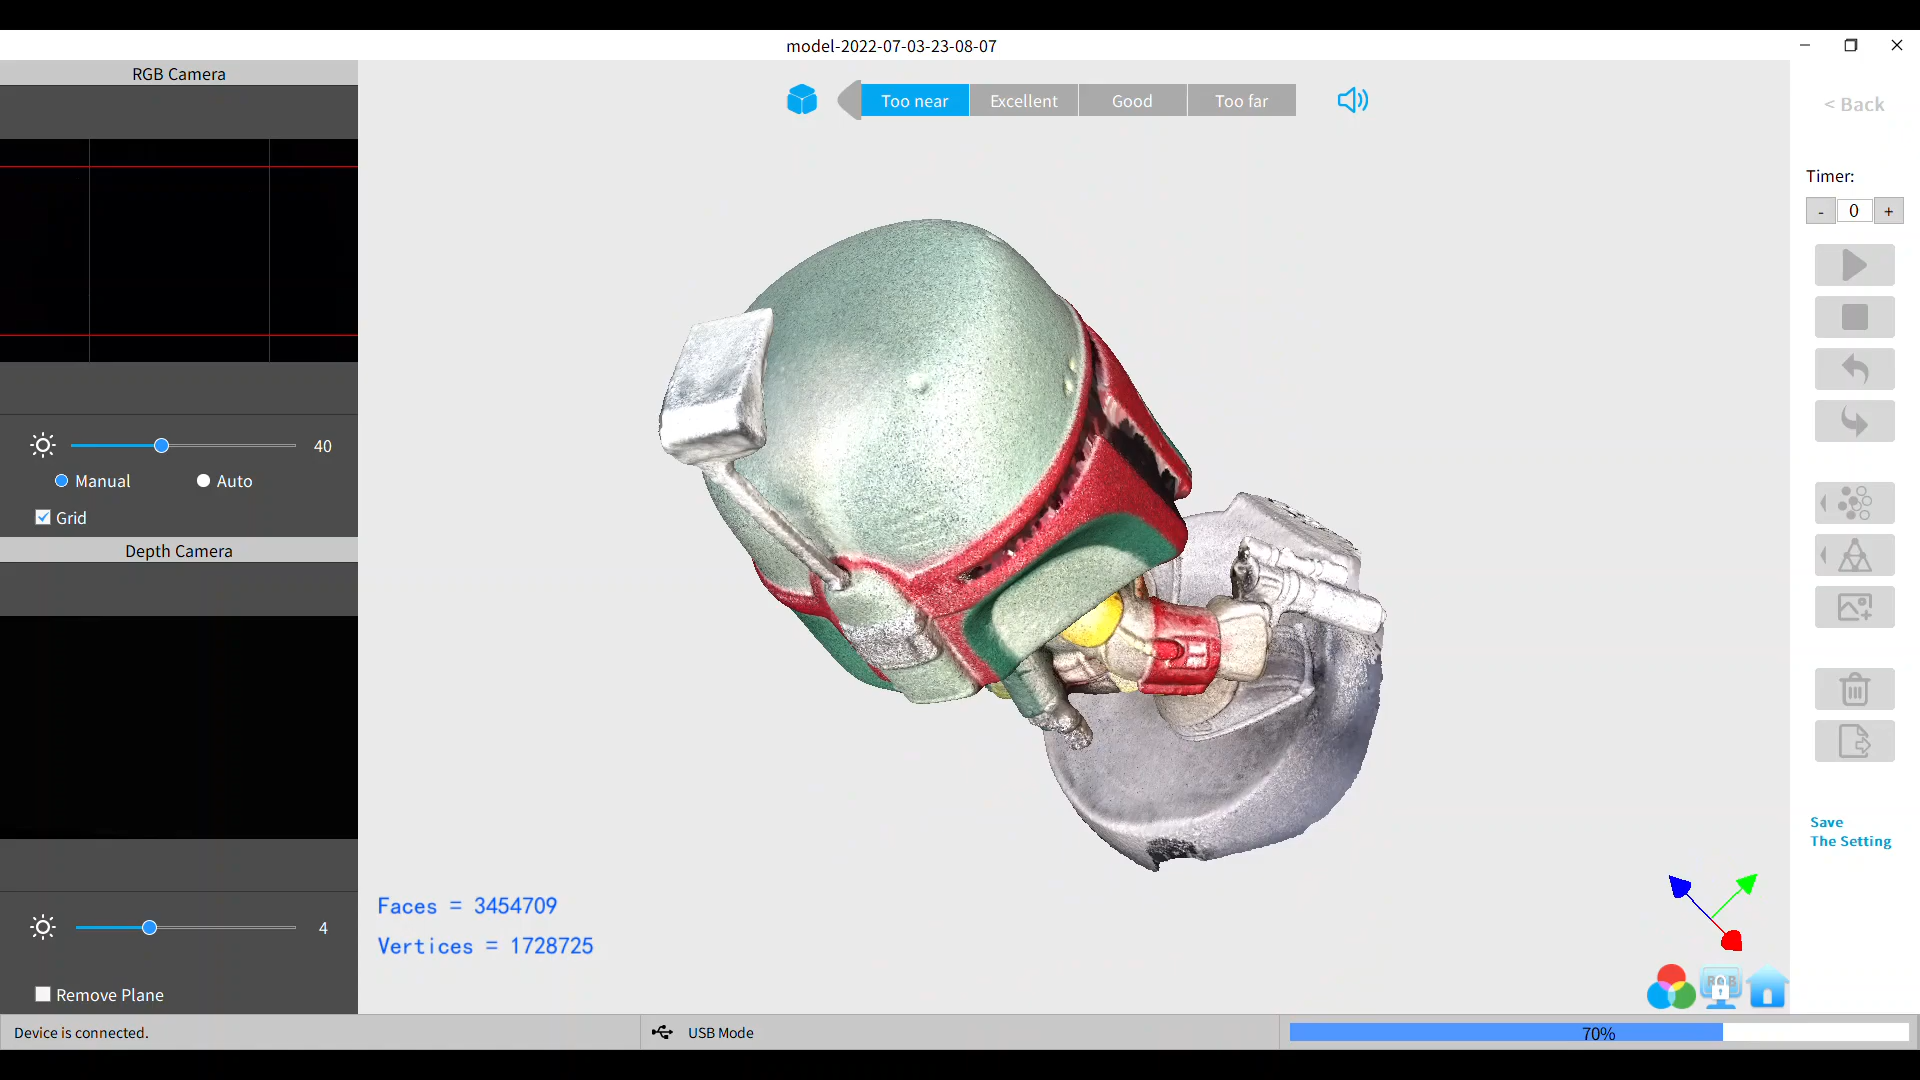 model-2022-07-03-23-08-07
RGB Camera
Too near
Excellent
Good
Too far
< Back
Timer:
- 0 +
40
Manual
Auto
Grid
Depth Camera
Save
The Setting
Faces = 3454709
Vertices = 1728725
4
Remove Plane
RGB
Device is connected.
USB Mode
70%